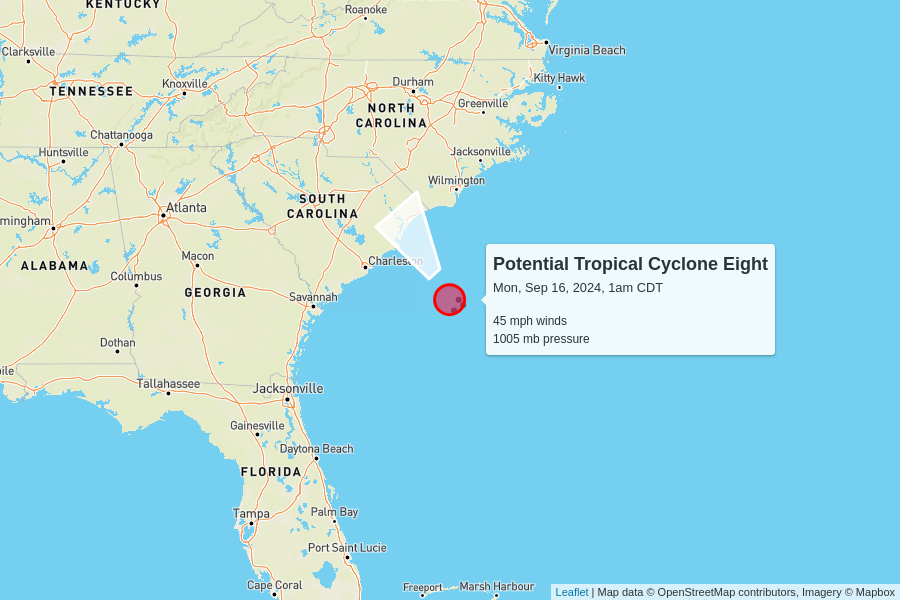 KENTUCKY
Roanoke
Clarksville
Virginia Beach
Knoxville
Durham
Kitty Hawk
TENNESSEE
NORTH
CAROLINA
Greenville
Chattanooga
Huntsville
Jacksonville
Wilmington
SOUTH
CAROLINA
Atlanta
mingham
Charleston
Macon
ALABAMA
Columbus
GEORGIA
Savannah
Potential Tropical Cyclone Eight
Mon, Sep 16, 2024, 1am CDT
45 mph winds
1005 mb pressure
Dothan
ile
Tallahassee
Jacksonville
Gainesville
Daytona Beach
FLORIDA
Tampa
Palm Bay
Port Saint Lucie
Cape Coral
Freeport
Marsh Harbour
Leaflet | Map data © OpenStreetMap contributors, Imagery © Mapbox